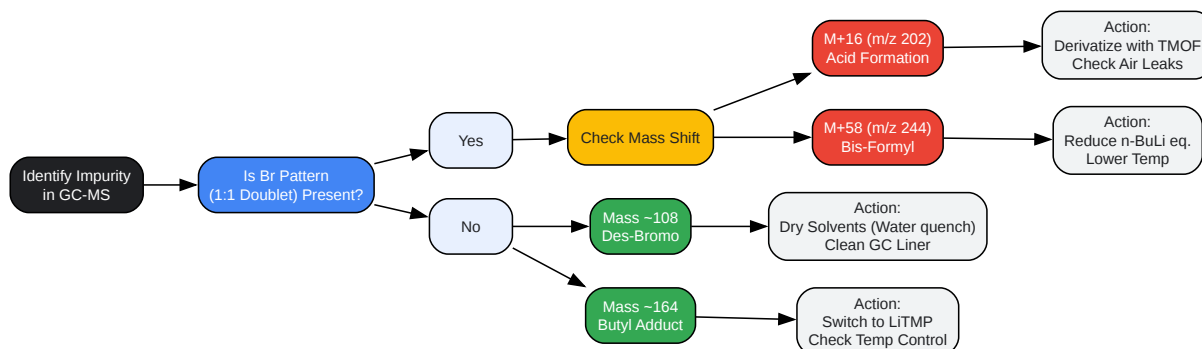 Identify Impurity
in GC-MS
Is Br Pattern
(1:1 Doublet) Present?
Yes
No
Check Mass Shift
M+16 (m/z 202)
Acid Formation
Action:
Derivatize with TMOF
Check Air Leaks
M+58 (m/z 244)
Bis-Formyl
Action:
Reduce n-BuLi eq.
Lower Temp
Mass ~108
Des-Bromo
Action:
Dry Solvents (Water quench)
Clean GC Liner
Mass ~164
Butyl Adduct
Action:
Switch to LiTMP
Check Temp Control